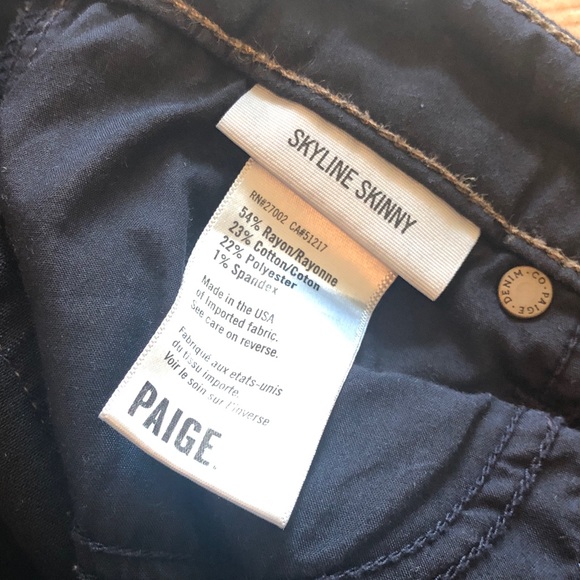 SKYLINE SKINNY
RN#27002 CA#51217
54% Rayon/Rayonne
23% Cotton/Coton
22% Polyester
1% Spandex
Made in the USA
of imported fabric.
See care on reverse.
Fabriqué aux etats-unis
du tissu importe.
Voir le soin sur l'inverse
PAIGE
DENIM · CO · PAIGE ·